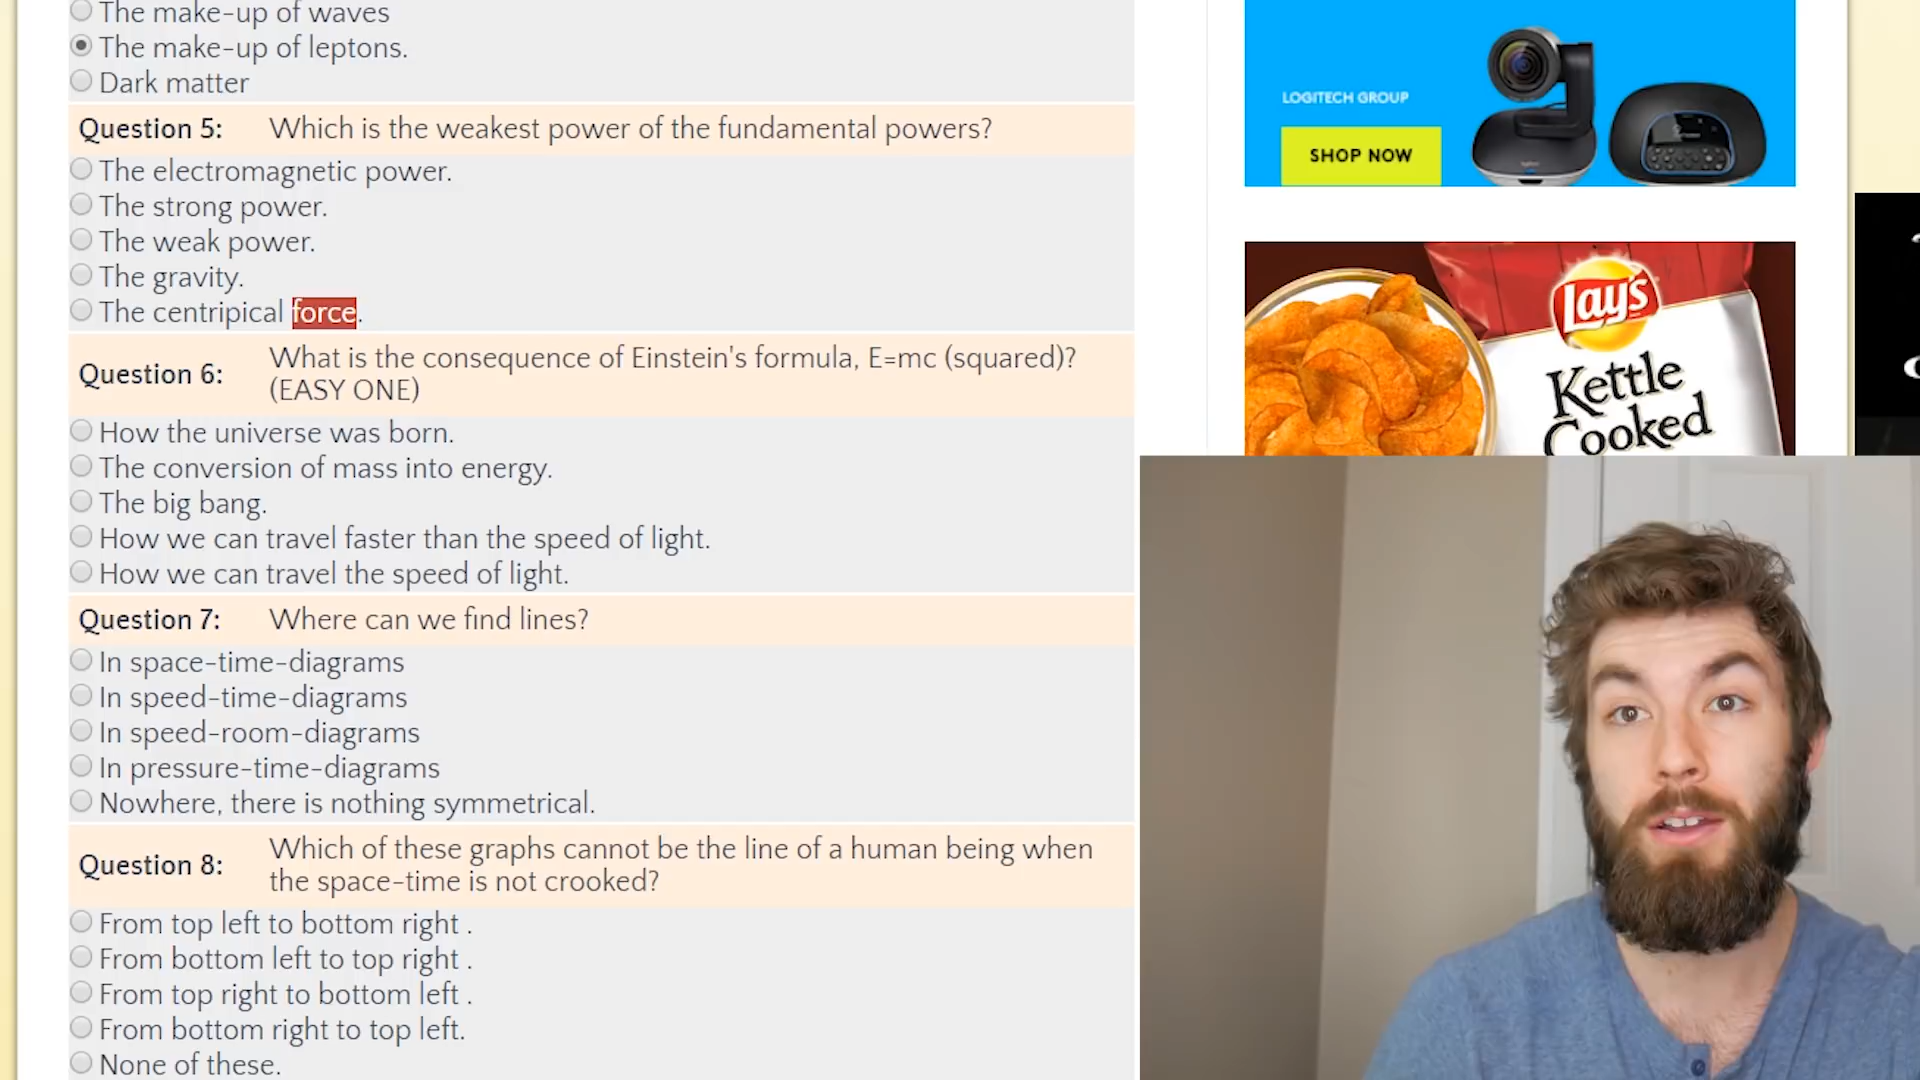 The make-up of waves
The make-up of leptons.
Dark matter
Question 5: Which is the weakest power of the fundamental powers?
The electromagnetic power.
The strong power.
The weak power.
The gravity.
The centripical force.
Question 6: What is the consequence of Einstein's formula, E=mc (squared)?
(EASY ONE)
How the universe was born.
The conversion of mass into energy.
The big bang.
How we can travel faster than the speed of light.
How we can travel the speed of light.
Question 7: Where can we find lines?
In space-time-diagrams
In speed-time-diagrams
In speed-room-diagrams
In pressure-time-diagrams
Nowhere, there is nothing symmetrical.
Question 8: Which of these graphs cannot be the line of a human being when
the space-time is not crooked?
From top left to bottom right .
From bottom left to top right .
From top right to bottom left .
From bottom right to top left.
None of these.
LOGITECH GROUP
SHOP NOW
Lay's
Kettle
Cooked